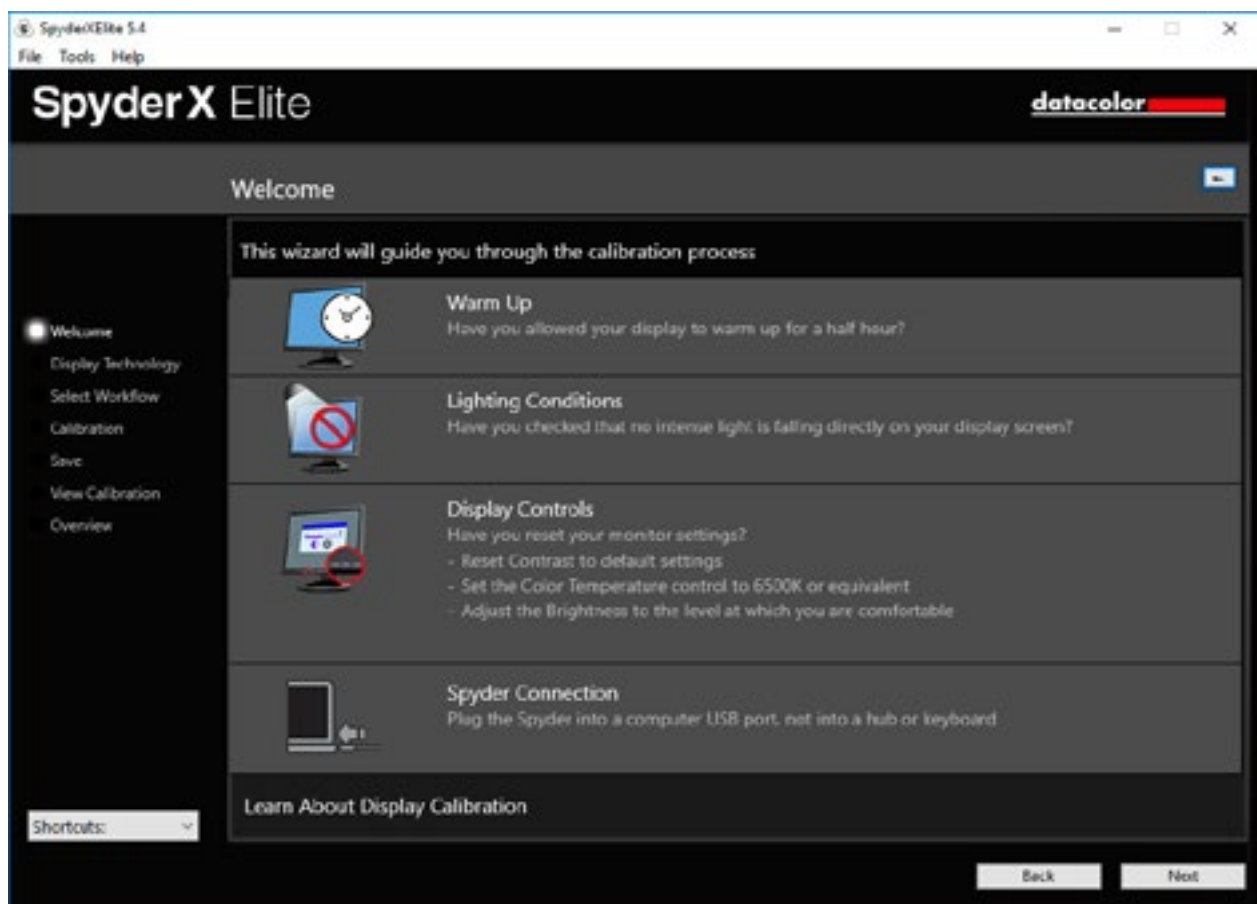 SpyderXElite 5.4
File Tools Help
SpyderX Elite
datacolor
Welcome
This wizard will guide you through the calibration process
Warm Up
Have you allowed your display to warm up for a half hour?
Lighting Conditions
Have you checked that no intense light is falling directly on your display screen?
Display Controls
Have you reset your monitor settings?
- Reset Contrast to default settings
- Set the Color Temperature control to 6500K or equivalent
- Adjust the Brightness to the level at which you are comfortable
Spyder Connection
Plug the Spyder into a computer USB port, not into a hub or keyboard
Learn About Display Calibration
Welcome
Display Technology
Select Workflow
Calibration
Save
View Calibration
Overview
Shortcuts:
Back Next